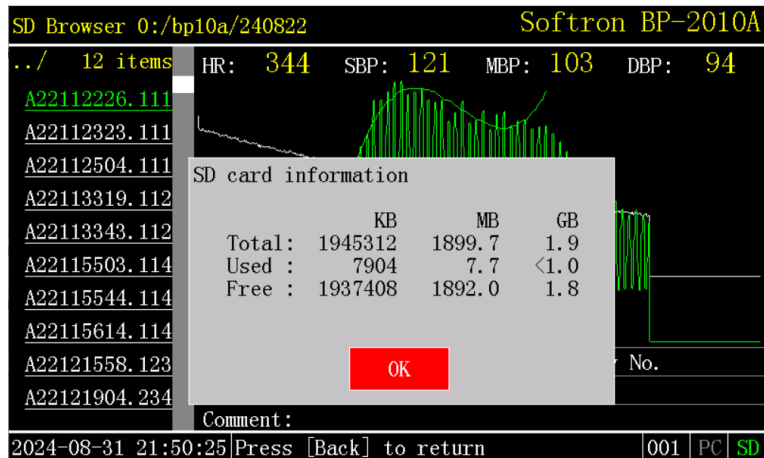 SD Browser 0:/bp10a/240822 Softron BP-2010A
../ 12 items
HR: 344 SBP: 121 MBP: 103 DBP: 94
A22112226.111
A22112323.111
A22112504.111
A22113319.112
A22113343.112
A22115503.114
A22115544.114
A22115614.114
A22121558.123
A22121904.234
SD card information
KB MB GB
Total: 1945312 1899.7 1.9
Used : 7904 7.7 <1.0
Free : 1937408 1892.0 1.8
OK
No.
Comment:
2024-08-31 21:50:25 Press [Back] to return 001 PC SD